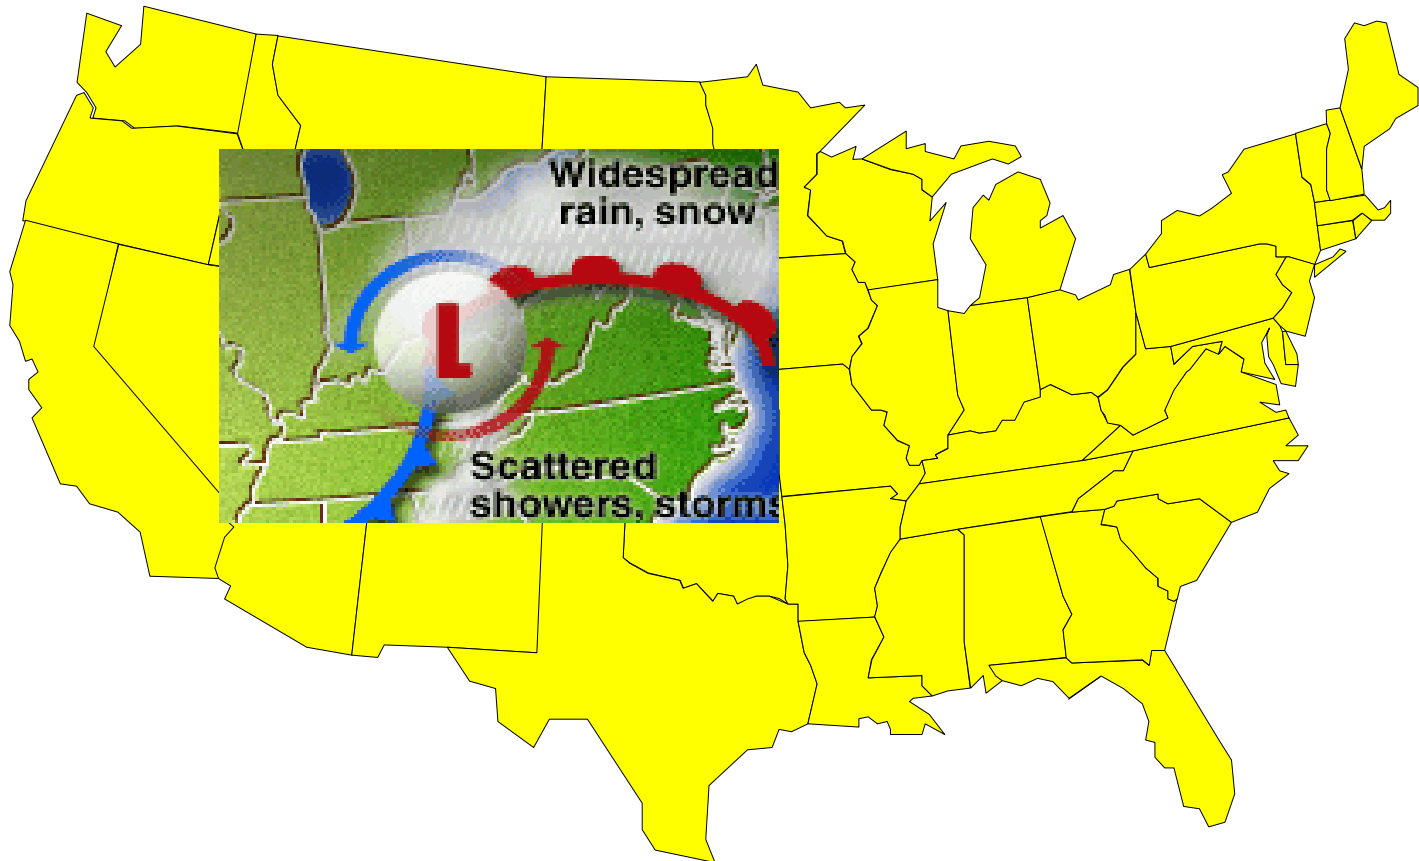 Widespread
rain, snow
L
Scattered
showers, storms